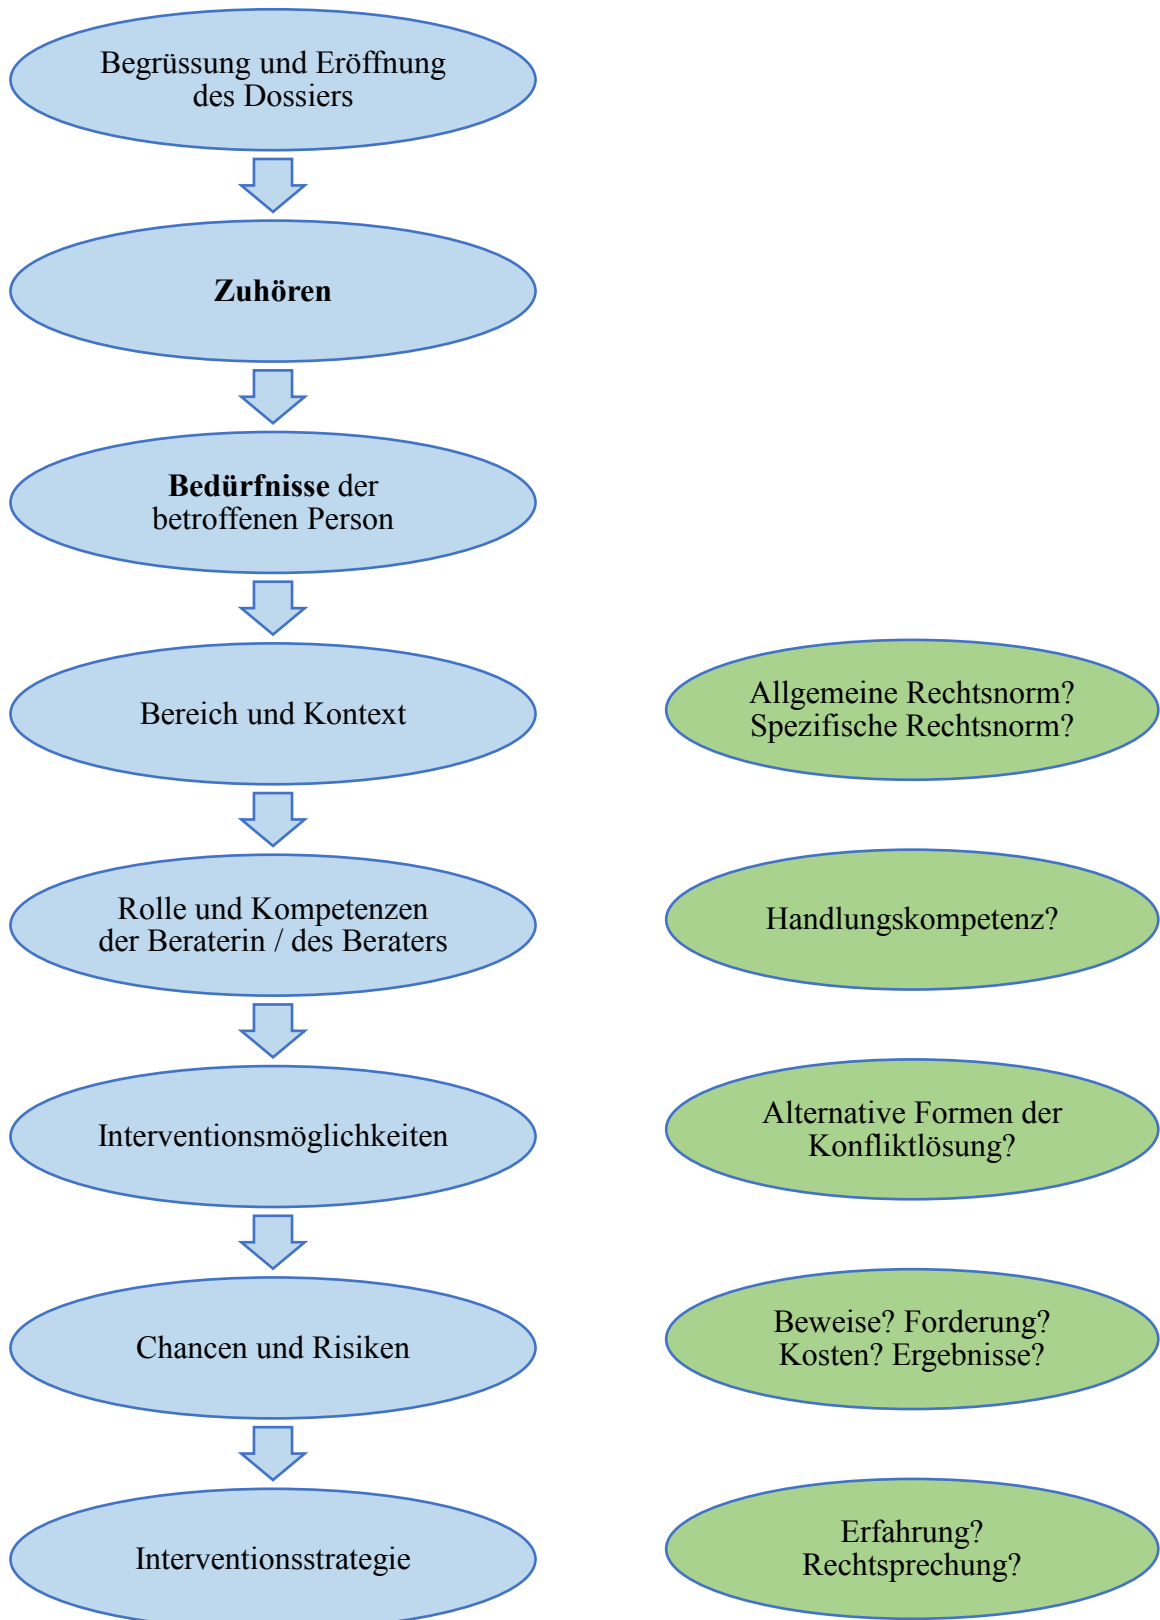 Begrüssung und Eröffnung
des Dossiers
Zuhören
Bedürfnisse der
betroffenen Person
Bereich und Kontext
Allgemeine Rechtsnorm?
Spezifische Rechtsnorm?
Rolle und Kompetenzen
der Beraterin / des Beraters
Handlungskompetenz?
Interventionsmöglichkeiten
Alternative Formen der
Konfliktlösung?
Chancen und Risiken
Beweise? Forderung?
Kosten? Ergebnisse?
Interventionsstrategie
Erfahrung?
Rechtsprechung?